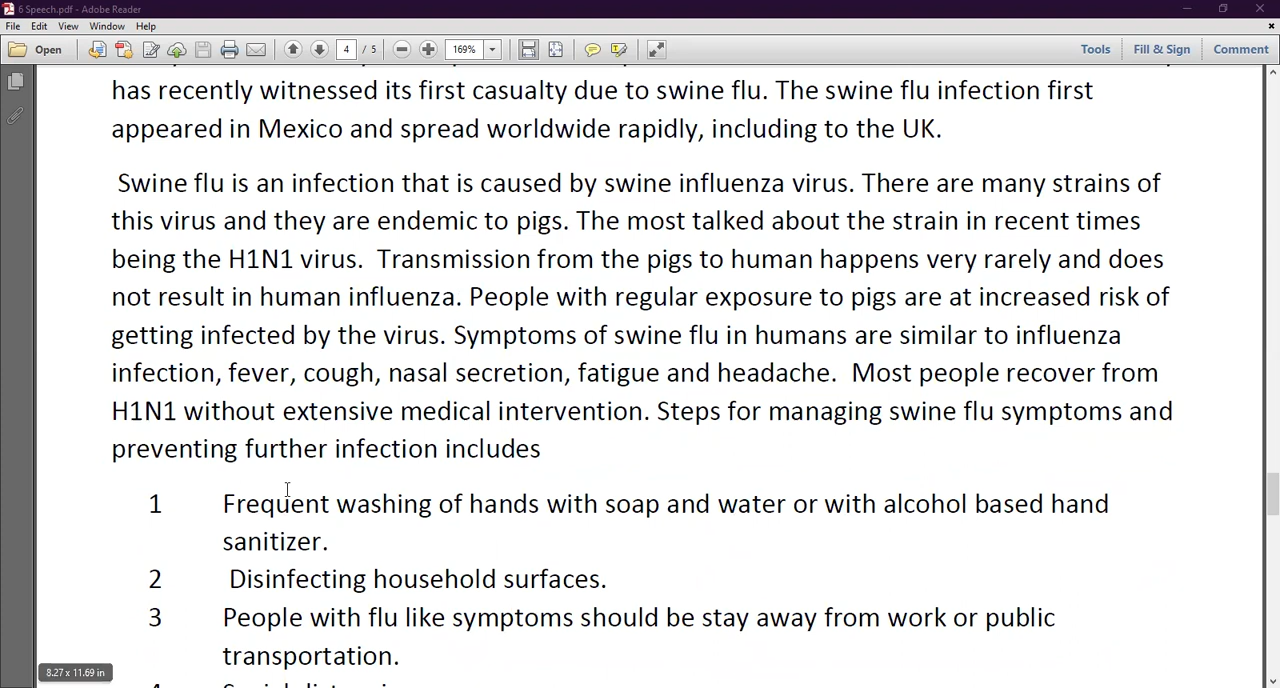 6 Speech.pdf - Adobe Reader
File Edit View Window Help
Open 4 / 5 169% Tools Fill & Sign Comment
has recently witnessed its first casualty due to swine flu. The swine flu infection first
appeared in Mexico and spread worldwide rapidly, including to the UK.
Swine flu is an infection that is caused by swine influenza virus. There are many strains of
this virus and they are endemic to pigs. The most talked about the strain in recent times
being the H1N1 virus.  Transmission from the pigs to human happens very rarely and does
not result in human influenza. People with regular exposure to pigs are at increased risk of
getting infected by the virus. Symptoms of swine flu in humans are similar to influenza
infection, fever, cough, nasal secretion, fatigue and headache.  Most people recover from
H1N1 without extensive medical intervention. Steps for managing swine flu symptoms and
preventing further infection includes
1 Frequent washing of hands with soap and water or with alcohol based hand
sanitizer.
2 Disinfecting household surfaces.
3 People with flu like symptoms should be stay away from work or public
transportation.
8.27 x 11.69 in